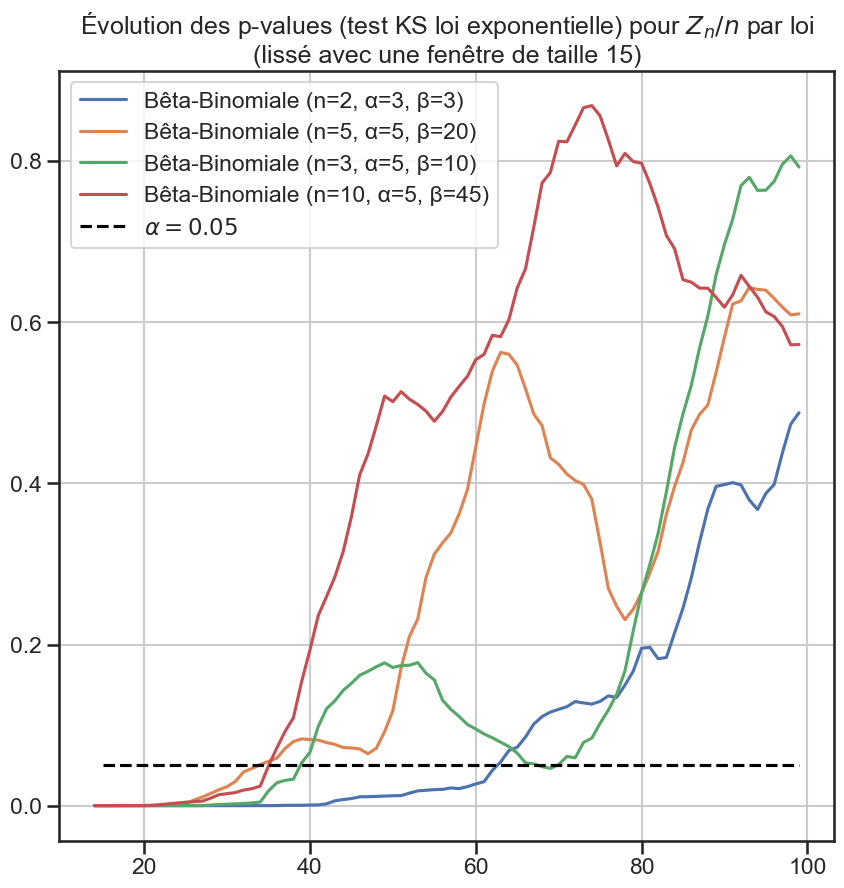 Évolution des p-values (test KS loi exponentielle) pour $Z_n/n$ par loi
(lissé avec une fenêtre de taille 15)
Bêta-Binomiale (n=2, α=3, β=3)
Bêta-Binomiale (n=5, α=5, β=20)
Bêta-Binomiale (n=3, α=5, β=10)
Bêta-Binomiale (n=10, α=5, β=45)
α = 0.05
0.8
0.6
0.4
0.2
0.0
20 40 60 80 100